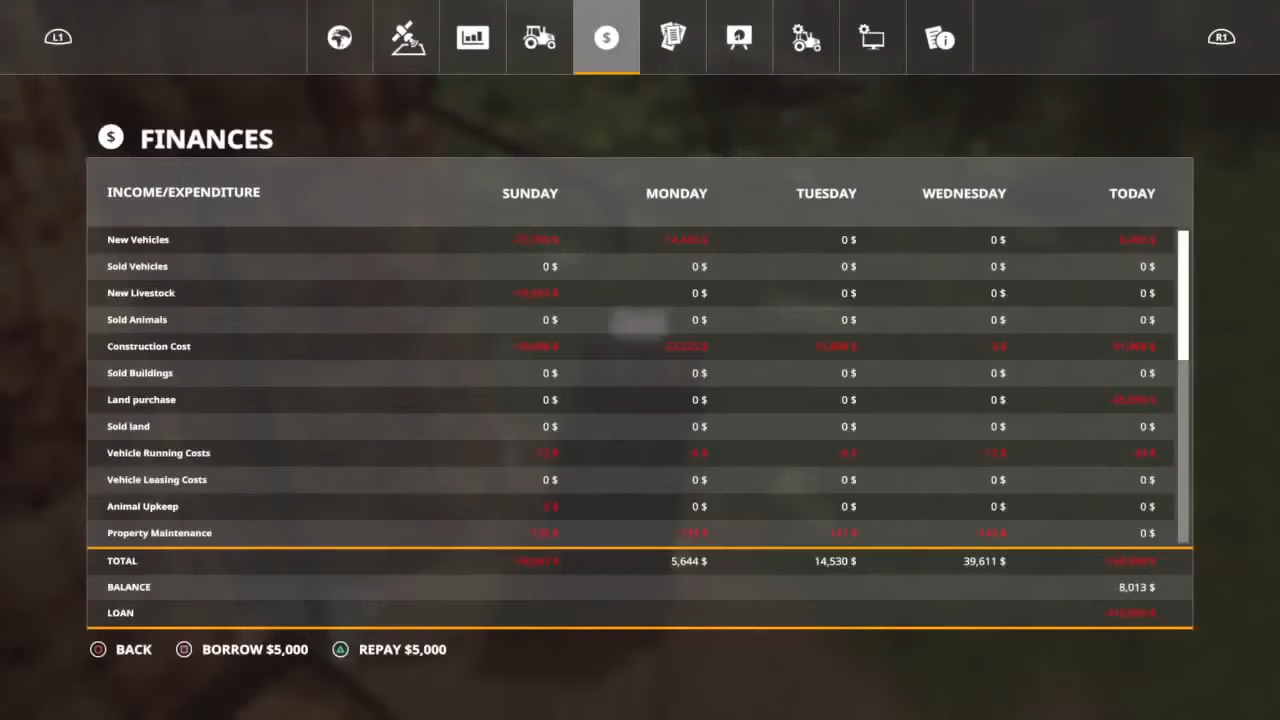 L1 R1
FINANCES
INCOME/EXPENDITURE SUNDAY MONDAY TUESDAY WEDNESDAY TODAY
New Vehicles 0 $ 0 $
Sold Vehicles 0 $ 0 $ 0 $ 0 $ 0 $
New Livestock 0 $ 0 $ 0 $ 0 $
Sold Animals 0 $ 0 $ 0 $ 0 $ 0 $
Construction Cost
Sold Buildings 0 $ 0 $ 0 $ 0 $ 0 $
Land purchase 0 $ 0 $ 0 $ 0 $
Sold land 0 $ 0 $ 0 $ 0 $ 0 $
Vehicle Running Costs
Vehicle Leasing Costs 0 $ 0 $ 0 $ 0 $ 0 $
Animal Upkeep 0 $ 0 $ 0 $ 0 $
Property Maintenance 0 $
TOTAL 5,644 $ 14,530 $ 39,611 $
BALANCE 8,013 $
LOAN
BACK BORROW $5,000 REPAY $5,000